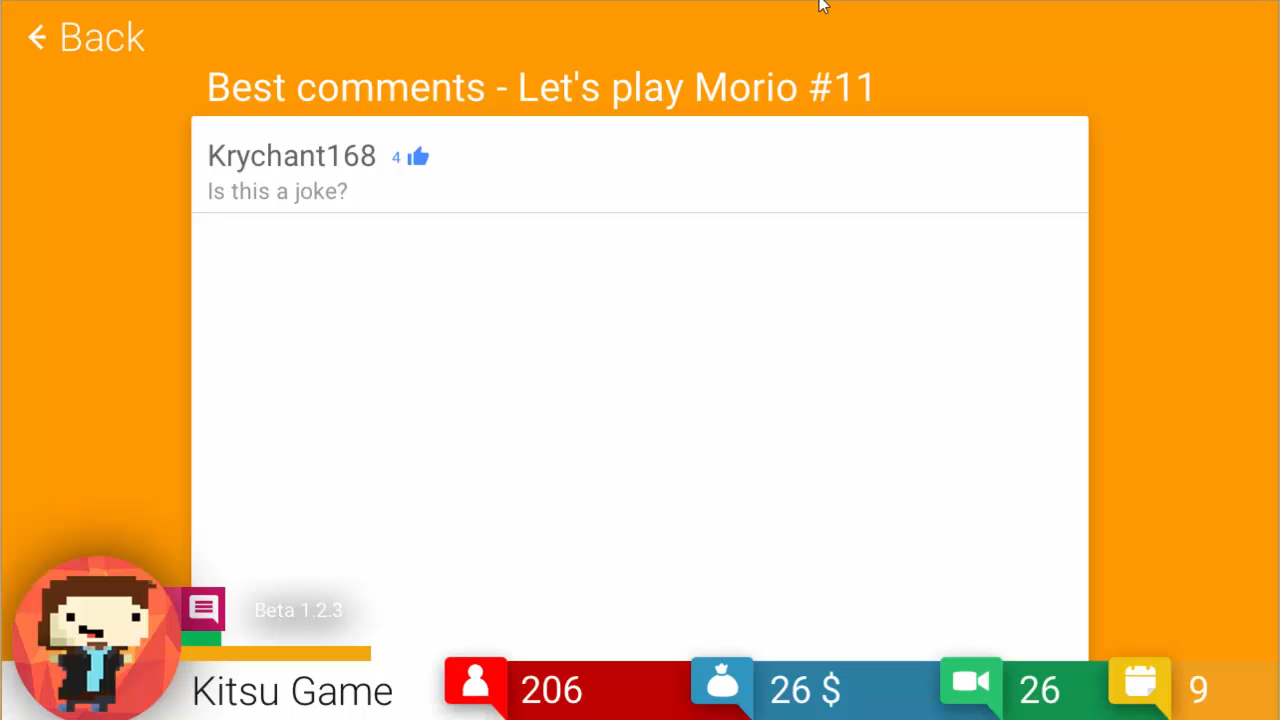 Back
Best comments - Let's play Morio #11
Krychant168 4
Is this a joke?
Beta 1.2.3
Kitsu Game
206
26 $
26
9